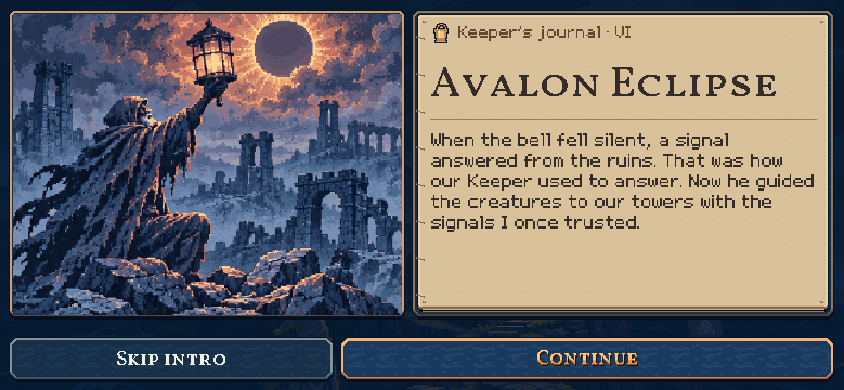 Keeper's journal · VI
Avalon Eclipse
When the bell fell silent, a signal
answered from the ruins. That was how
our Keeper used to answer. Now he guided
the creatures to our towers with the
signals I once trusted.
Skip intro
Continue